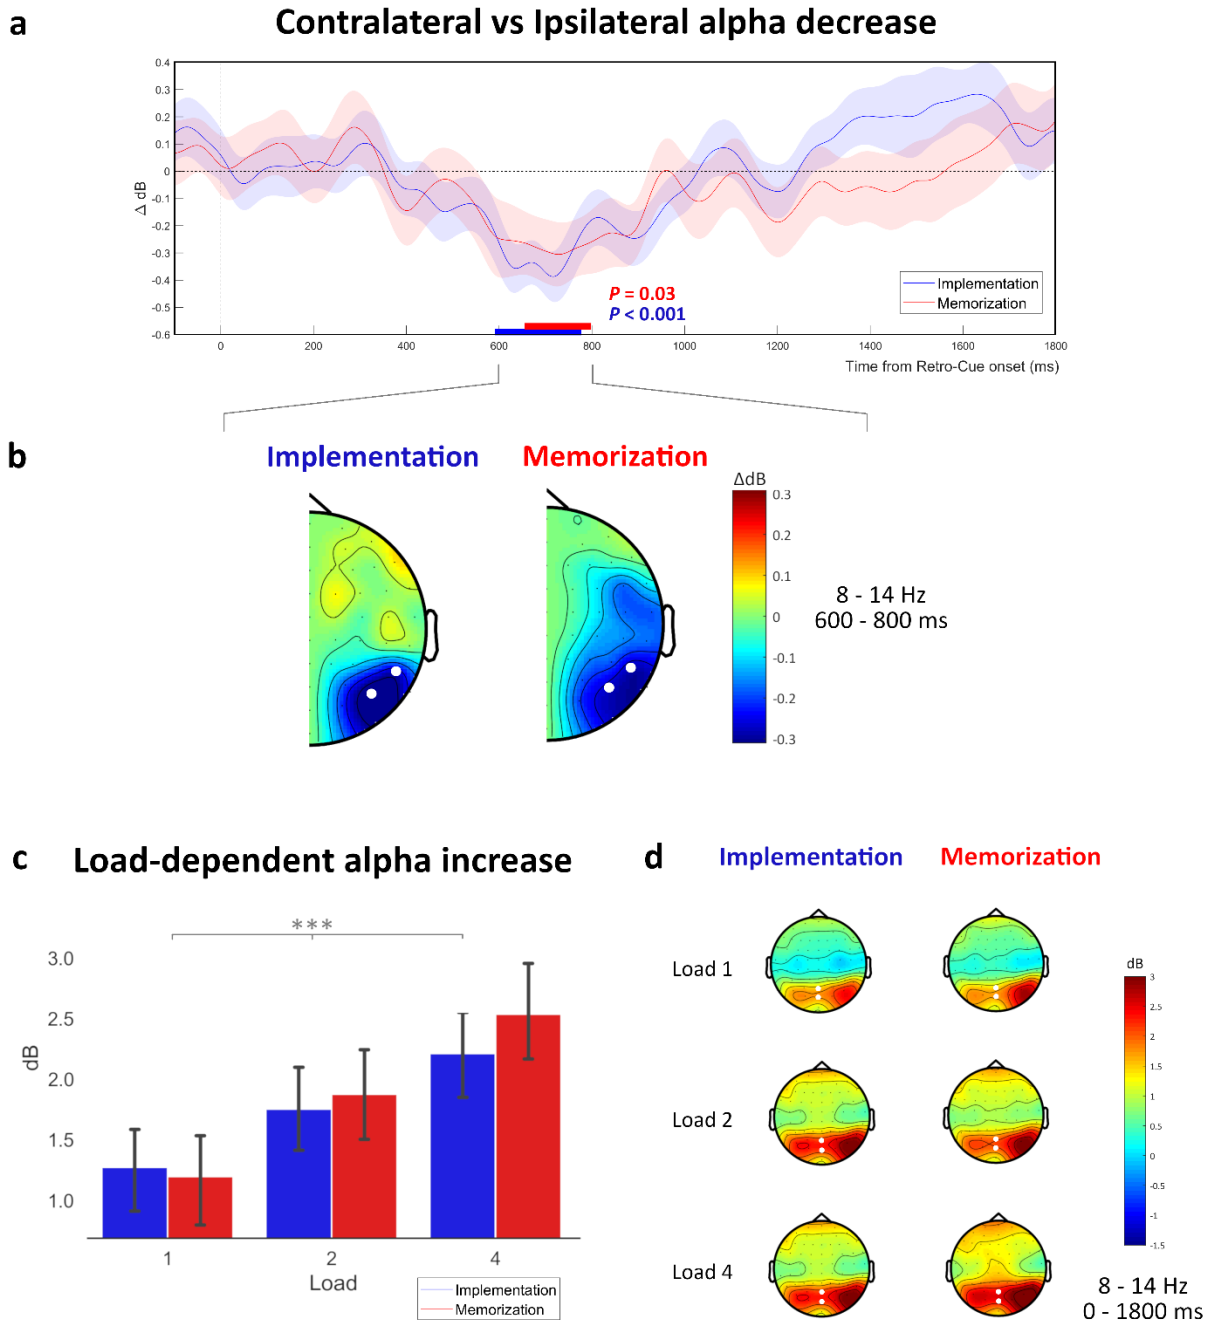 a
Contralateral vs Ipsilateral alpha decrease
0.4
0.3
0.2
0.1
0
-0.1
-0.2
-0.3
-0.4
-0.5
-0.6
Δ dB
P = 0.03
P < 0.001
Implementation
Memorization
0 200 400 600 800 1000 1200 1400 1600 1800
Time from Retro-Cue onset (ms)
b
Implementation Memorization
ΔdB
0.3
0.2
0.1
0
-0.1
-0.2
-0.3
8 - 14 Hz
600 - 800 ms
c Load-dependent alpha increase
***
3.0
2.5
2.0
1.5
1.0
dB
1 2 4
Load
Implementation
Memorization
d
Implementation Memorization
Load 1
Load 2
Load 4
dB
3
2.5
2
1.5
1
0.5
0
-0.5
-1
-1.5
8 - 14 Hz
0 - 1800 ms